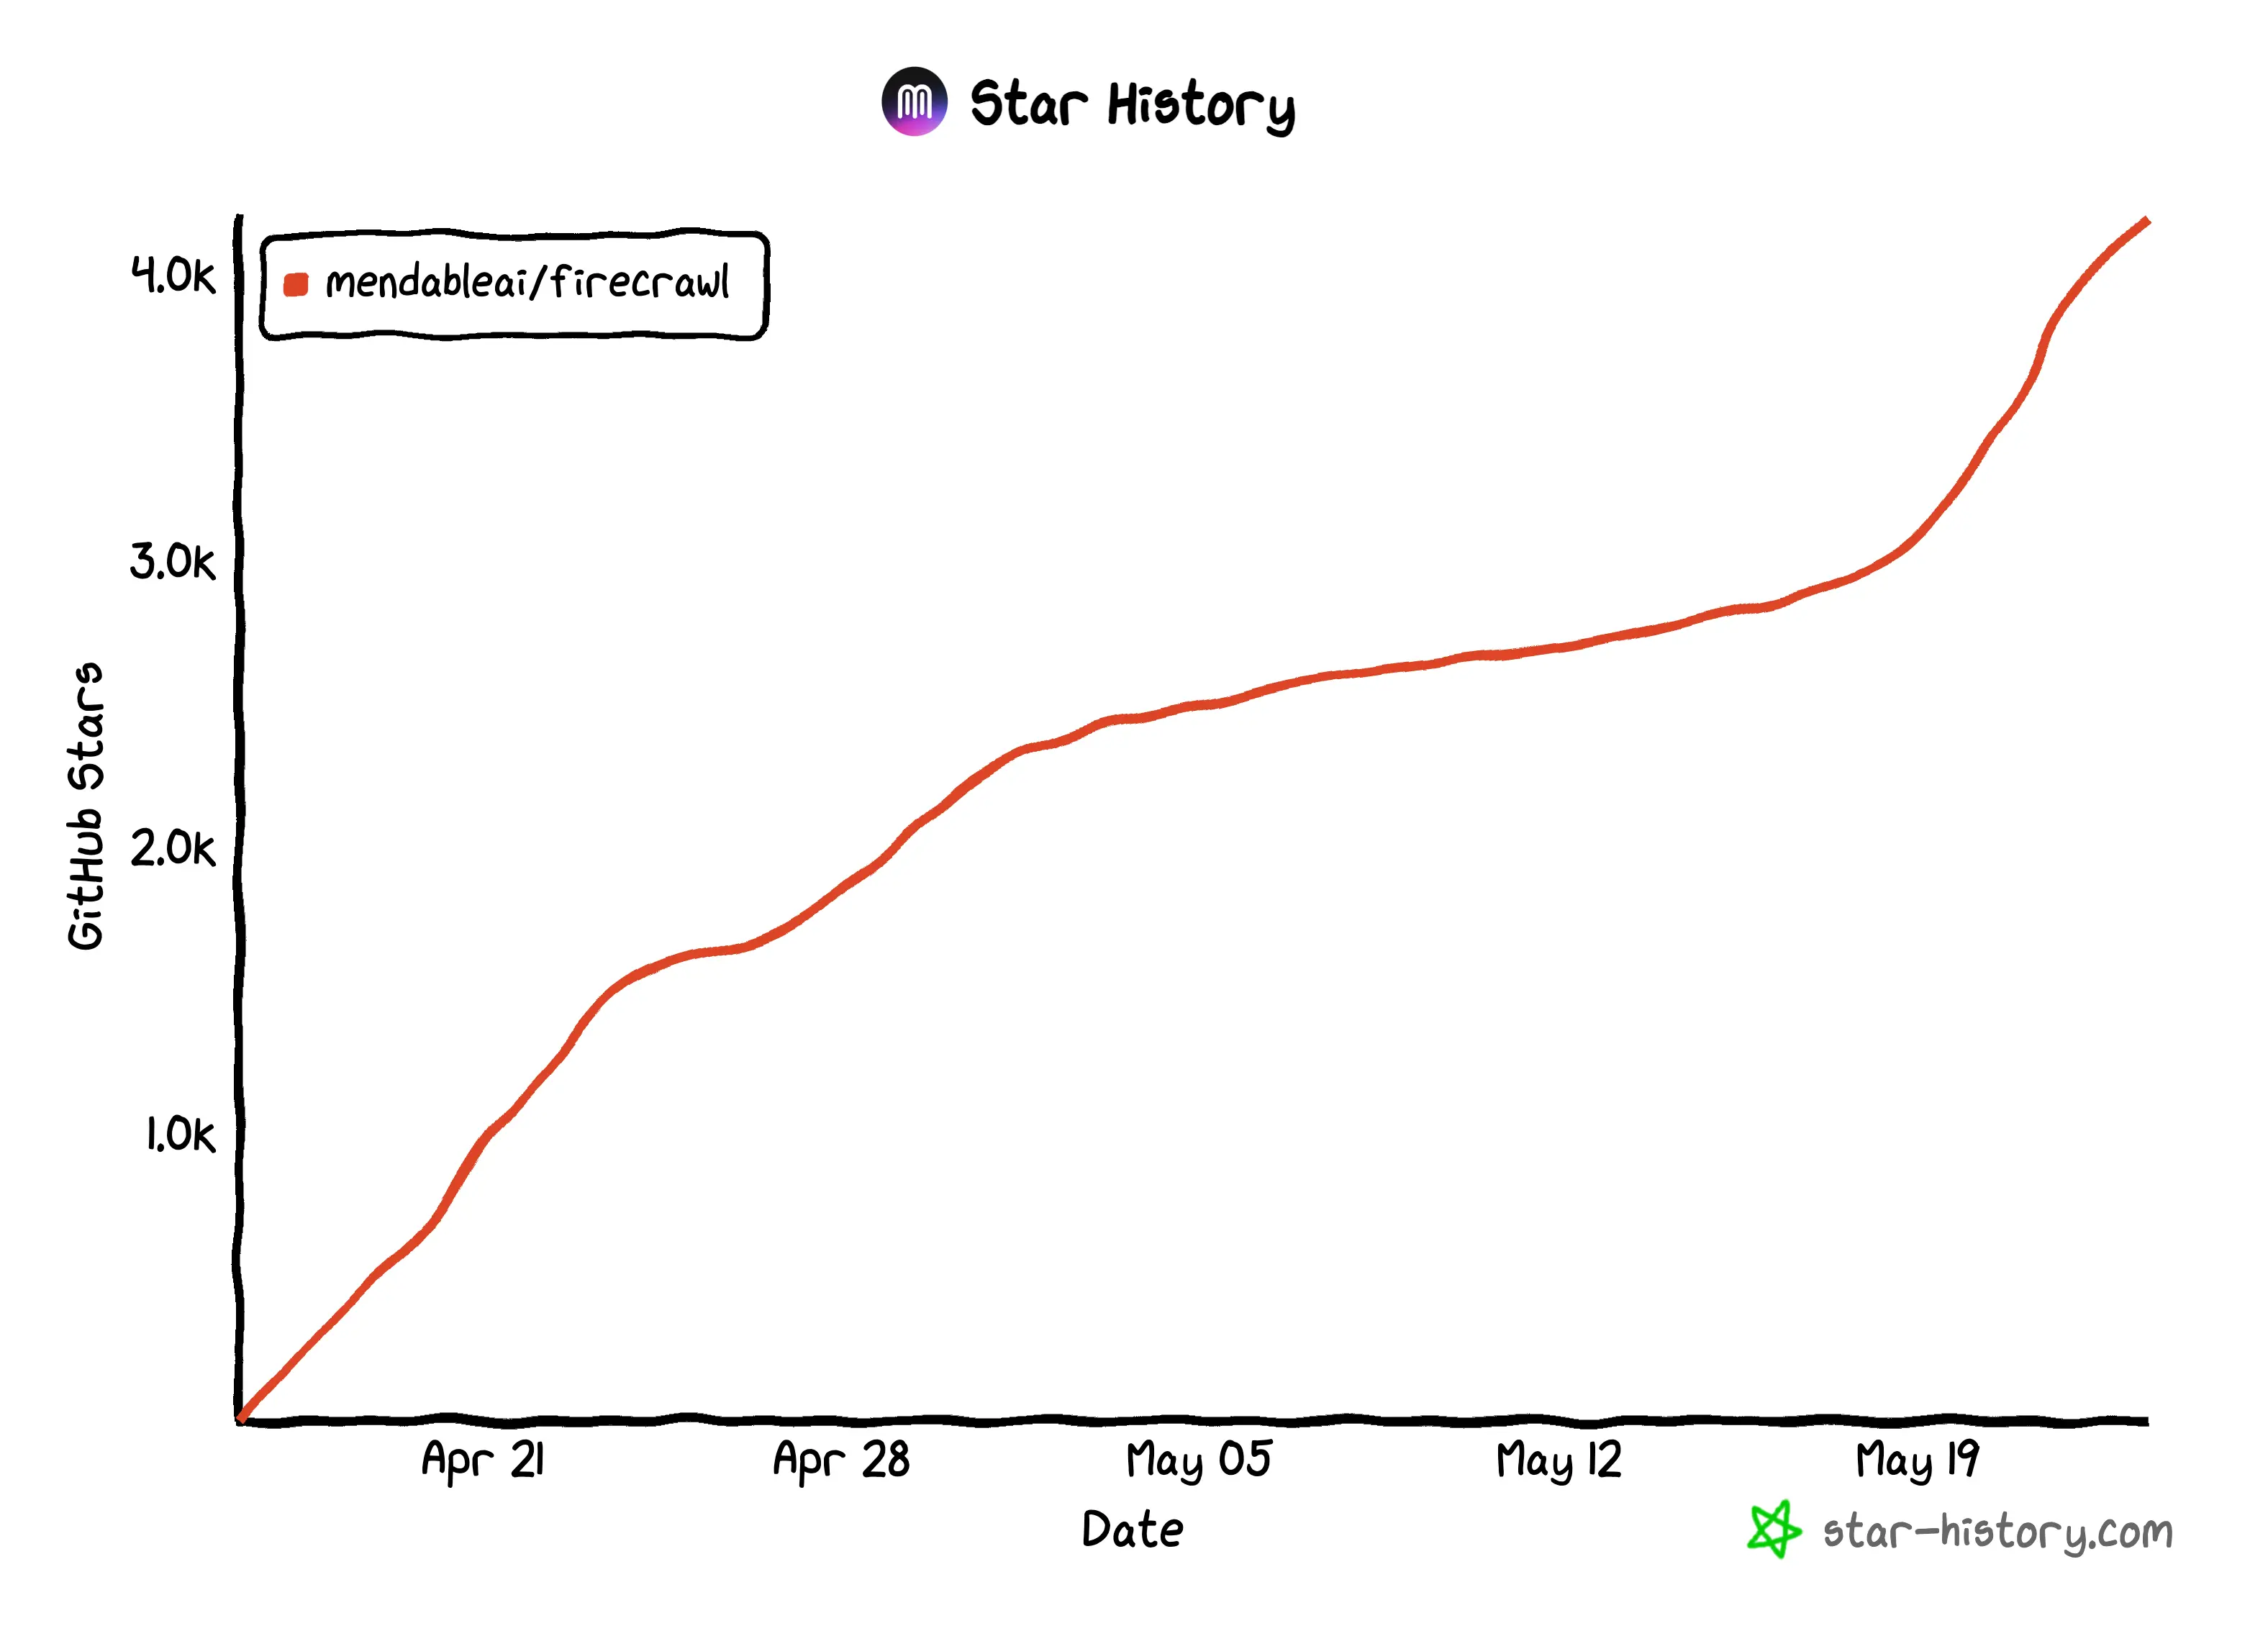 Star History
mendableai/firecrawl
4.0K
3.0K
2.0K
1.0K
GitHub Stars
Apr 21
Apr 28
May 05
May 12
May 19
Date
star-history.com